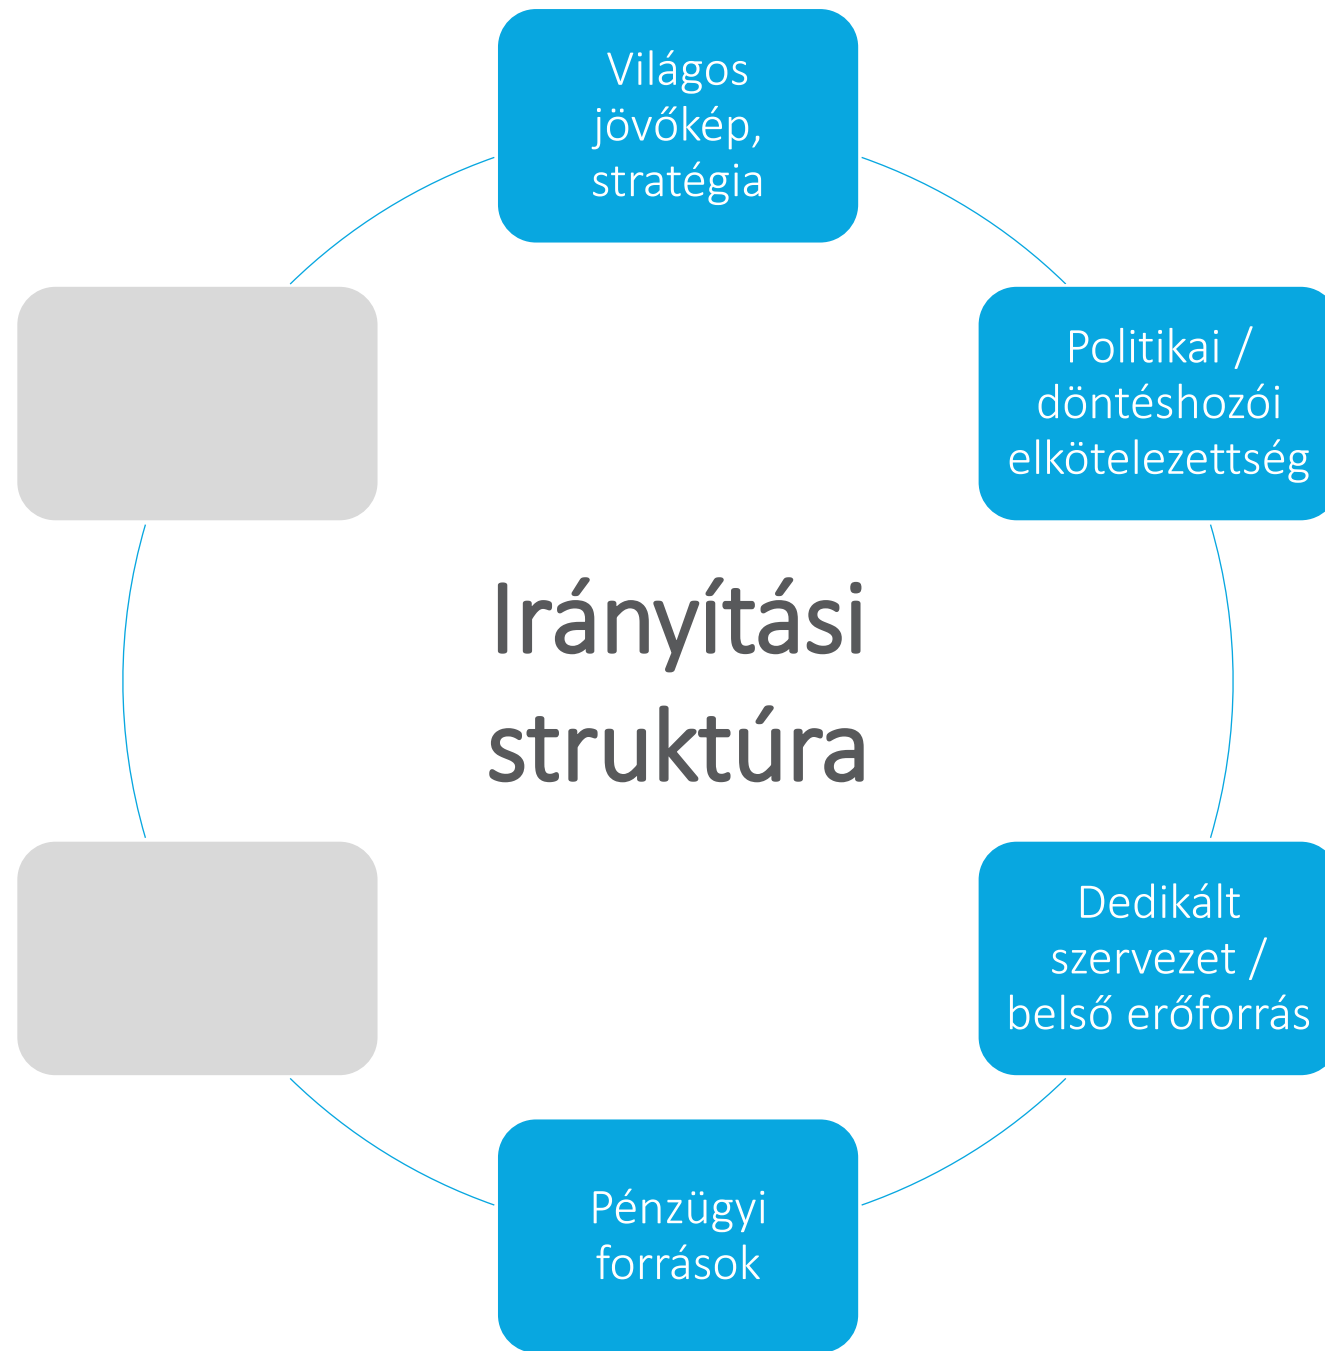 Világos
jövőkép,
stratégia
Politikai /
döntéshozói
elkötelezettség
Irányítási
struktúra
Dedikált
szervezet /
belső erőforrás
Pénzügyi
források